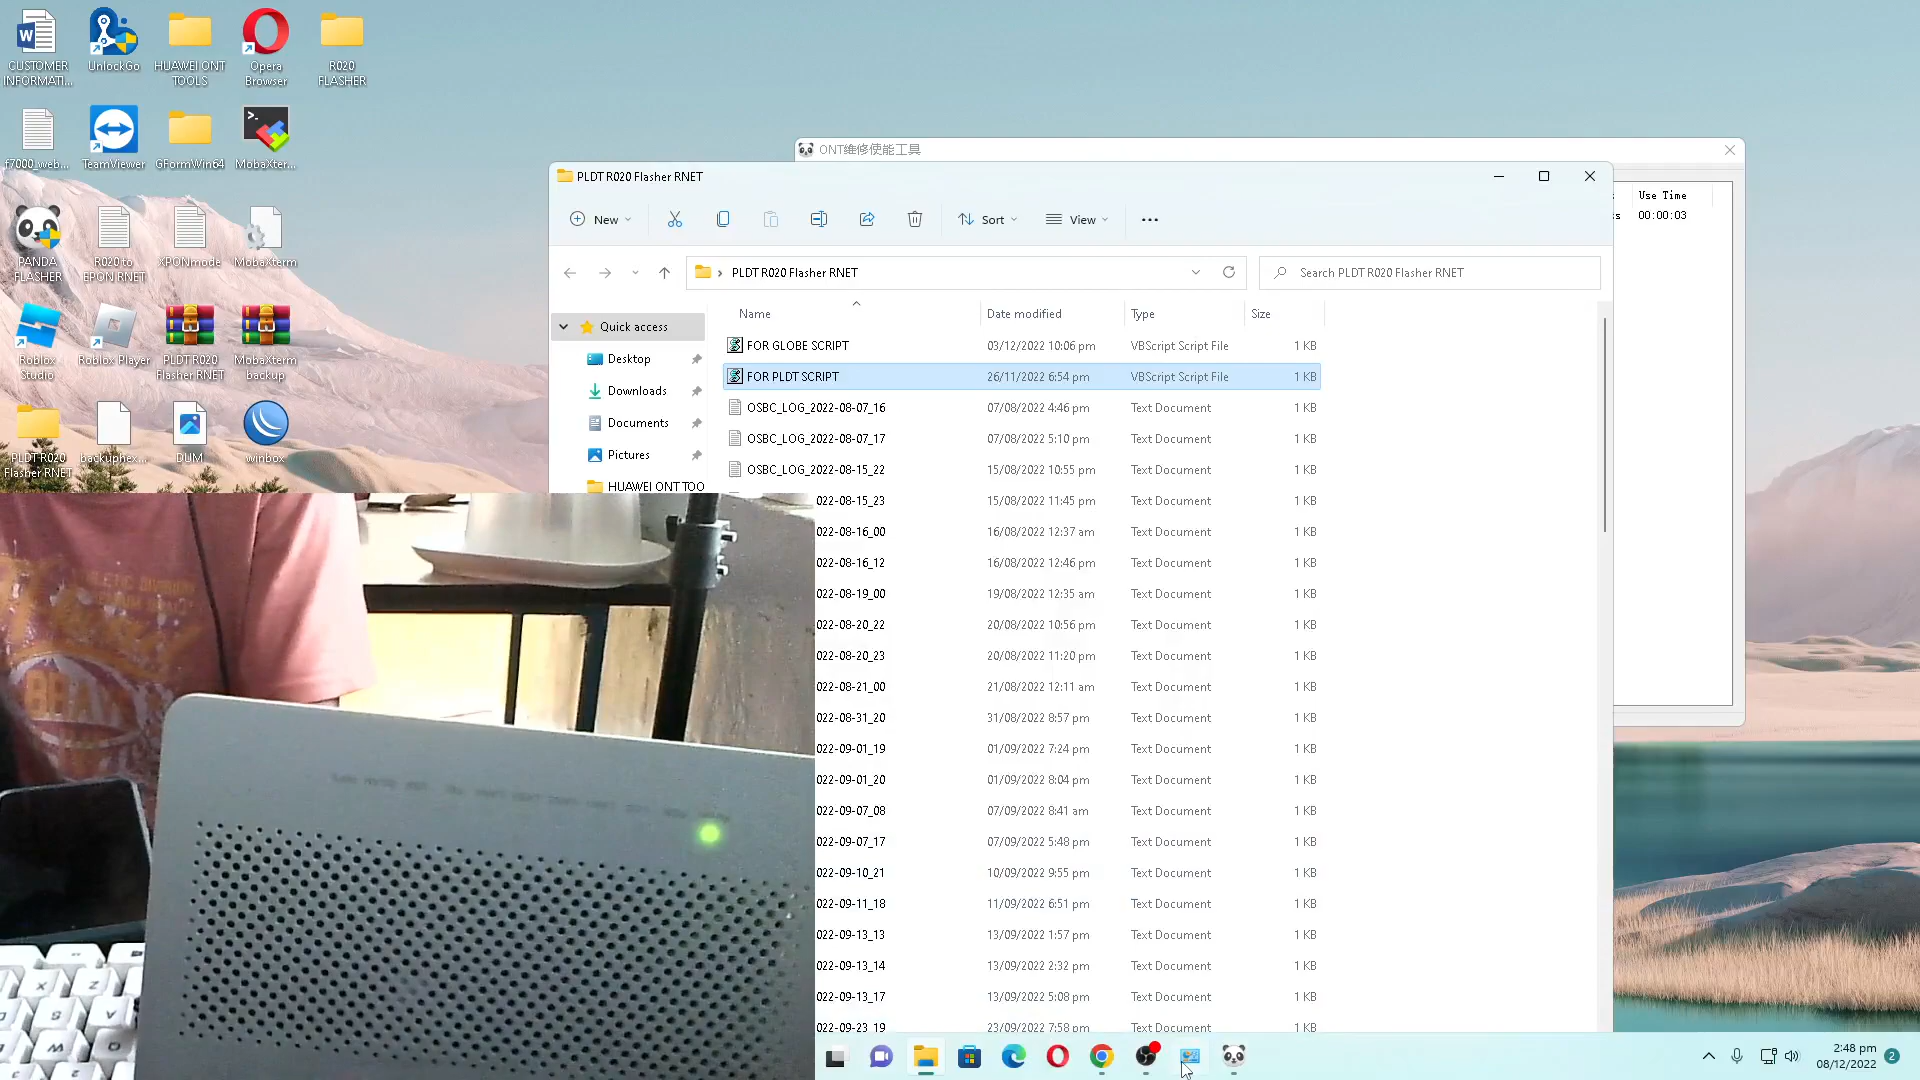 CUSTOMER INFORMATI...
UnlockGo
HUAWEI ONT TOOLS
Opera Browser
R020 FLASHER
f7000_web...
TeamViewer
GFormWin64
MobaXter...
PANDA FLASHER
R020 to EPON RNET
XPONmode
MobaXterm
Roblox Studio
Roblox Player
PLDT R020 Flasher RNET
MobaXterm backup
PLDT R020 Flasher RNET
backuphex...
DUM
winbox
ONT维修使能工具
Use Time
00:00:03
PLDT R020 Flasher RNET
New
Sort
View
PLDT R020 Flasher RNET
Search PLDT R020 Flasher RNET
Quick access
Desktop
Downloads
Documents
Pictures
HUAWEI ONT TOO
Name Date modified Type Size
FOR GLOBE SCRIPT 03/12/2022 10:06 pm VBScript Script File 1 KB
FOR PLDT SCRIPT 26/11/2022 6:54 pm VBScript Script File 1 KB
OSBC_LOG_2022-08-07_16 07/08/2022 4:46 pm Text Document 1 KB
OSBC_LOG_2022-08-07_17 07/08/2022 5:10 pm Text Document 1 KB
OSBC_LOG_2022-08-15_22 15/08/2022 10:55 pm Text Document 1 KB
022-08-15_23 15/08/2022 11:45 pm Text Document 1 KB
022-08-16_00 16/08/2022 12:37 am Text Document 1 KB
022-08-16_12 16/08/2022 12:46 pm Text Document 1 KB
022-08-19_00 19/08/2022 12:35 am Text Document 1 KB
022-08-20_22 20/08/2022 10:56 pm Text Document 1 KB
022-08-20_23 20/08/2022 11:20 pm Text Document 1 KB
022-08-21_00 21/08/2022 12:11 am Text Document 1 KB
022-08-31_20 31/08/2022 8:57 pm Text Document 1 KB
022-09-01_19 01/09/2022 7:24 pm Text Document 1 KB
022-09-01_20 01/09/2022 8:04 pm Text Document 1 KB
022-09-07_08 07/09/2022 8:41 am Text Document 1 KB
022-09-07_17 07/09/2022 5:48 pm Text Document 1 KB
022-09-10_21 10/09/2022 9:55 pm Text Document 1 KB
022-09-11_18 11/09/2022 6:51 pm Text Document 1 KB
022-09-13_13 13/09/2022 1:57 pm Text Document 1 KB
022-09-13_14 13/09/2022 2:32 pm Text Document 1 KB
022-09-13_17 13/09/2022 5:08 pm Text Document 1 KB
022-09-23_19 23/09/2022 7:58 pm Text Document 1 KB
2:48 pm
08/12/2022
2